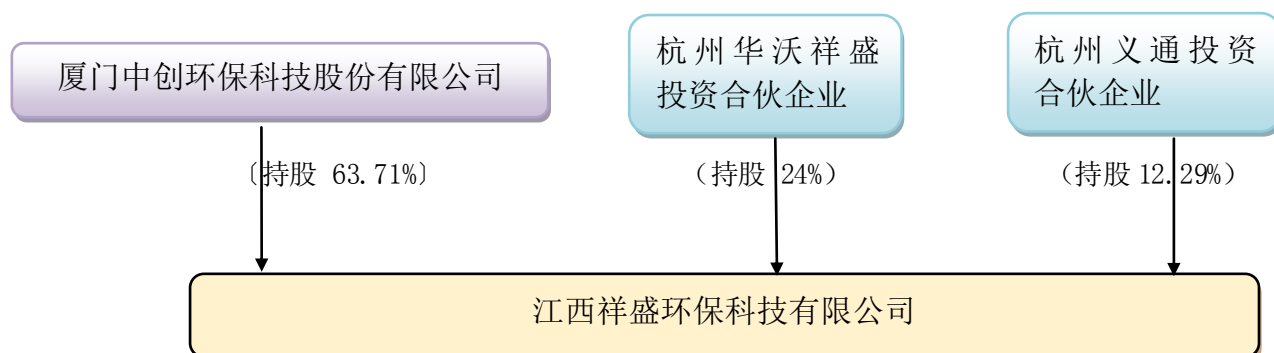 厦门中创环保科技股份有限公司
杭州华沃祥盛
投资合伙企业
杭州义通投资
合伙企业
〔持股 63.71%〕
（持股 24%）
（持股 12.29%）
江西祥盛环保科技有限公司